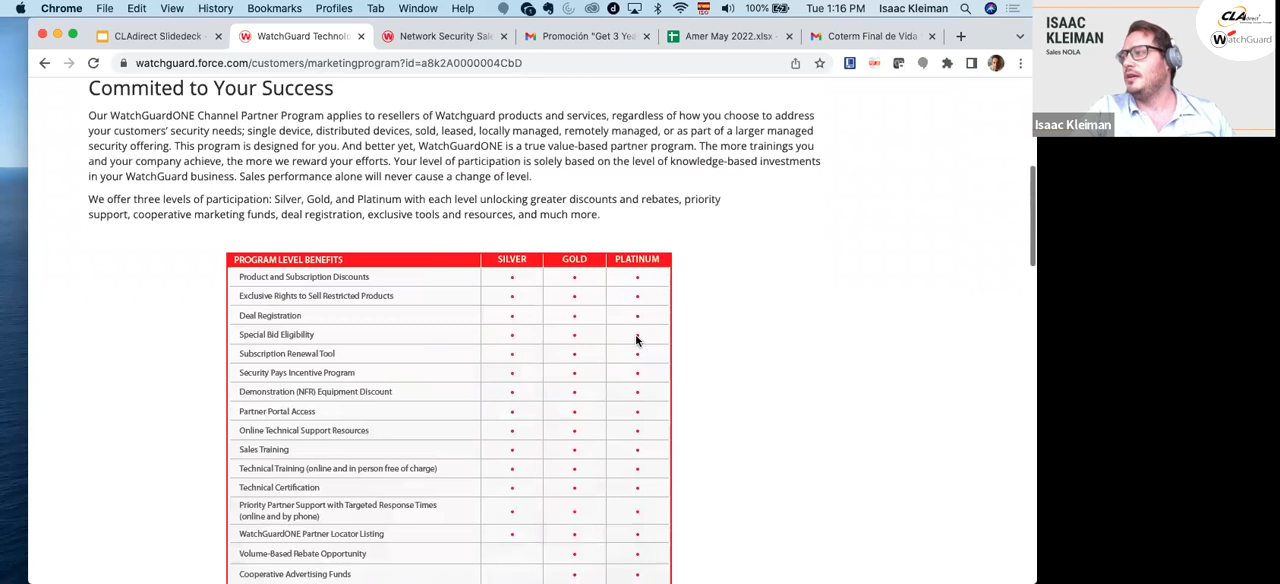 Chrome File Edit View History Bookmarks Profiles Tab Window Help 100% Tue 1:16 PM Isaac Kleiman
CLAdirect Slidedeck - WatchGuard Technolo Network Security Sale Promoción "Get 3 Yea Amer May 2022.xlsx - Coterm Final de Vida
watchguard.force.com/customers/marketingprogram?id=a8k2A0000004CbD
Commited to Your Success
Our WatchGuardONE Channel Partner Program applies to resellers of Watchguard products and services, regardless of how you choose to address
your customers' security needs; single device, distributed devices, sold, leased, locally managed, remotely managed, or as part of a larger managed
security offering. This program is designed for you. And better yet, WatchGuardONE is a true value-based partner program. The more trainings you
and your company achieve, the more we reward your efforts. Your level of participation is solely based on the level of knowledge-based investments
in your WatchGuard business. Sales performance alone will never cause a change of level.
We offer three levels of participation: Silver, Gold, and Platinum with each level unlocking greater discounts and rebates, priority
support, cooperative marketing funds, deal registration, exclusive tools and resources, and much more.
PROGRAM LEVEL BENEFITS SILVER GOLD PLATINUM
Product and Subscription Discounts
Exclusive Rights to Sell Restricted Products
Deal Registration
Special Bid Eligibility
Subscription Renewal Tool
Security Pays Incentive Program
Demonstration (NFR) Equipment Discount
Partner Portal Access
Online Technical Support Resources
Sales Training
Technical Training (online and in person free of charge)
Technical Certification
Priority Partner Support with Targeted Response Times
(online and by phone)
WatchGuardONE Partner Locator Listing
Volume-Based Rebate Opportunity
Cooperative Advertising Funds
ISAAC
KLEIMAN
Sales NOLA
CLAdirect
WatchGuard
Isaac Kleiman